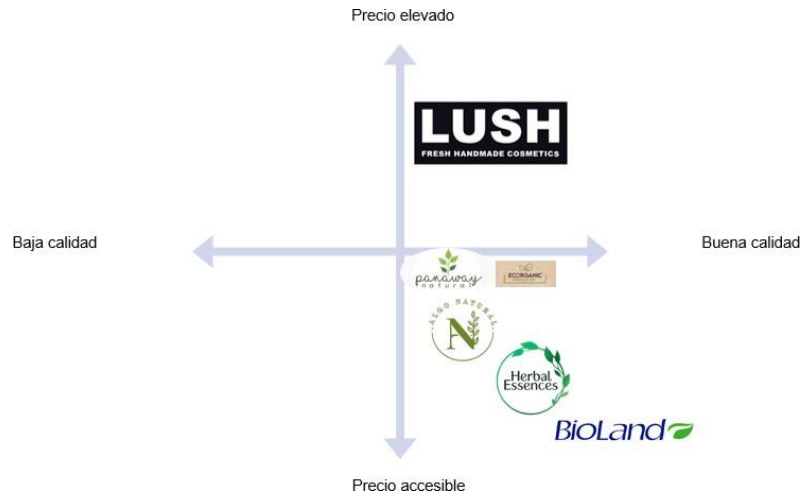 Precio elevado
LUSH
FRESH HANDMADE COSMETICS
Baja calidad
Buena calidad
panaway
natural
ECORGANIC
ALGO NATURAL
N
Herbal
Essences
BioLand
Precio accesible